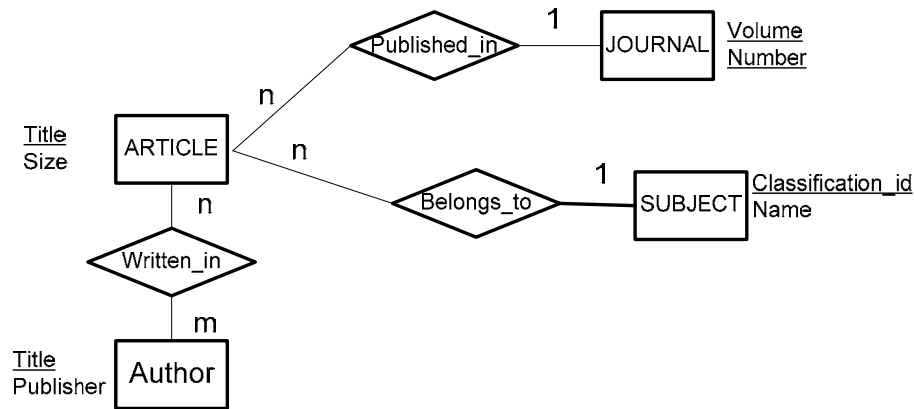 1
Published_in
JOURNAL
Volume
Number
n
Title
Size
ARTICLE
n
1
Belongs_to
SUBJECT
Classification_id
Name
n
Written_in
m
Title
Publisher
Author